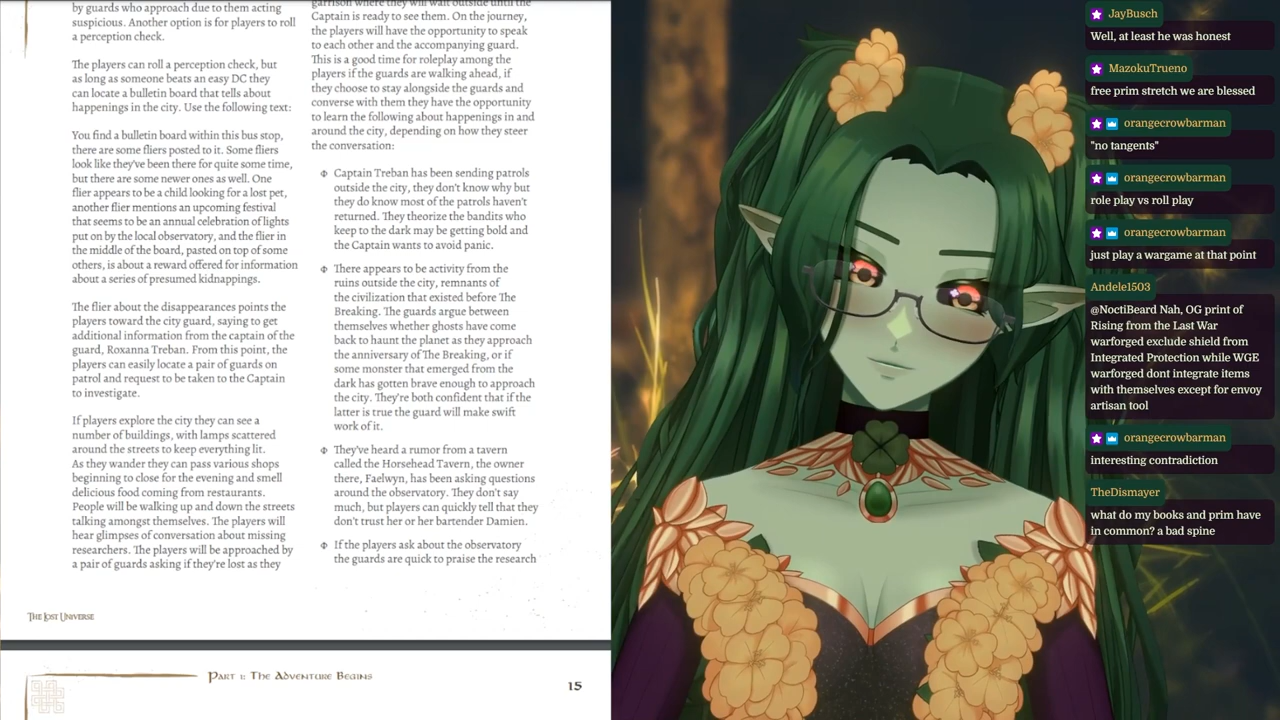 by guards who approach due to them acting
suspicious. Another option is for players to roll
a perception check.
The players can roll a perception check, but
as long as someone beats an easy DC they
can locate a bulletin board that tells about
happenings in the city. Use the following text:
You find a bulletin board within this bus stop,
there are some fliers posted to it. Some fliers
look like they've been there for quite some time,
but there are some newer ones as well. One
flier appears to be a child looking for a lost pet,
another flier mentions an upcoming festival
that seems to be an annual celebration of lights
put on by the local observatory, and the flier in
the middle of the board, pasted on top of some
others, is about a reward offered for information
about a series of presumed kidnappings.
The flier about the disappearances points the
players toward the city guard, saying to get
additional information from the captain of the
guard, Roxanna Treban. From this point, the
players can easily locate a pair of guards on
patrol and request to be taken to the Captain
to investigate.
If players explore the city they can see a
number of buildings, with lamps scattered
around the streets to keep everything lit.
As they wander they can pass various shops
beginning to close for the evening and smell
delicious food coming from restaurants.
People will be walking up and down the streets
talking amongst themselves. The players will
hear glimpses of conversation about missing
researchers. The players will be approached by
a pair of guards asking if they're lost as they
garrison where they will wait outside until the
Captain is ready to see them. On the journey,
the players will have the opportunity to speak
to each other and the accompanying guard.
This is a good time for roleplay among the
players if the guards are walking ahead, if
they choose to stay alongside the guards and
converse with them they have the opportunity
to learn the following about happenings in and
around the city, depending on how they steer
the conversation:
Captain Treban has been sending patrols
outside the city, they don't know why but
they do know most of the patrols haven't
returned. They theorize the bandits who
keep to the dark may be getting bold and
the Captain wants to avoid panic.
There appears to be activity from the
ruins outside the city, remnants of
the civilization that existed before The
Breaking. The guards argue between
themselves whether ghosts have come
back to haunt the planet as they approach
the anniversary of The Breaking, or if
some monster that emerged from the
dark has gotten brave enough to approach
the city. They're both confident that if the
latter is true the guard will make swift
work of it.
They've heard a rumor from a tavern
called the Horsehead Tavern, the owner
there, Faelwyn, has been asking questions
around the observatory. They don't say
much, but players can quickly tell that they
don't trust her or her bartender Damien.
If the players ask about the observatory
the guards are quick to praise the research
The Lost Universe
Part 1: The Adventure Begins
15
JayBusch
Well, at least he was honest
MazokuTrueno
free prim stretch we are blessed
orangecrowbarman
"no tangents"
orangecrowbarman
role play vs roll play
orangecrowbarman
just play a wargame at that point
Andele1503
@NoctiBeard Nah, OG print of
Rising from the Last War
warforged exclude shield from
Integrated Protection while WGE
warforged dont integrate items
with themselves except for envoy
artisan tool
orangecrowbarman
interesting contradiction
TheDismayer
what do my books and prim have
in common? a bad spine